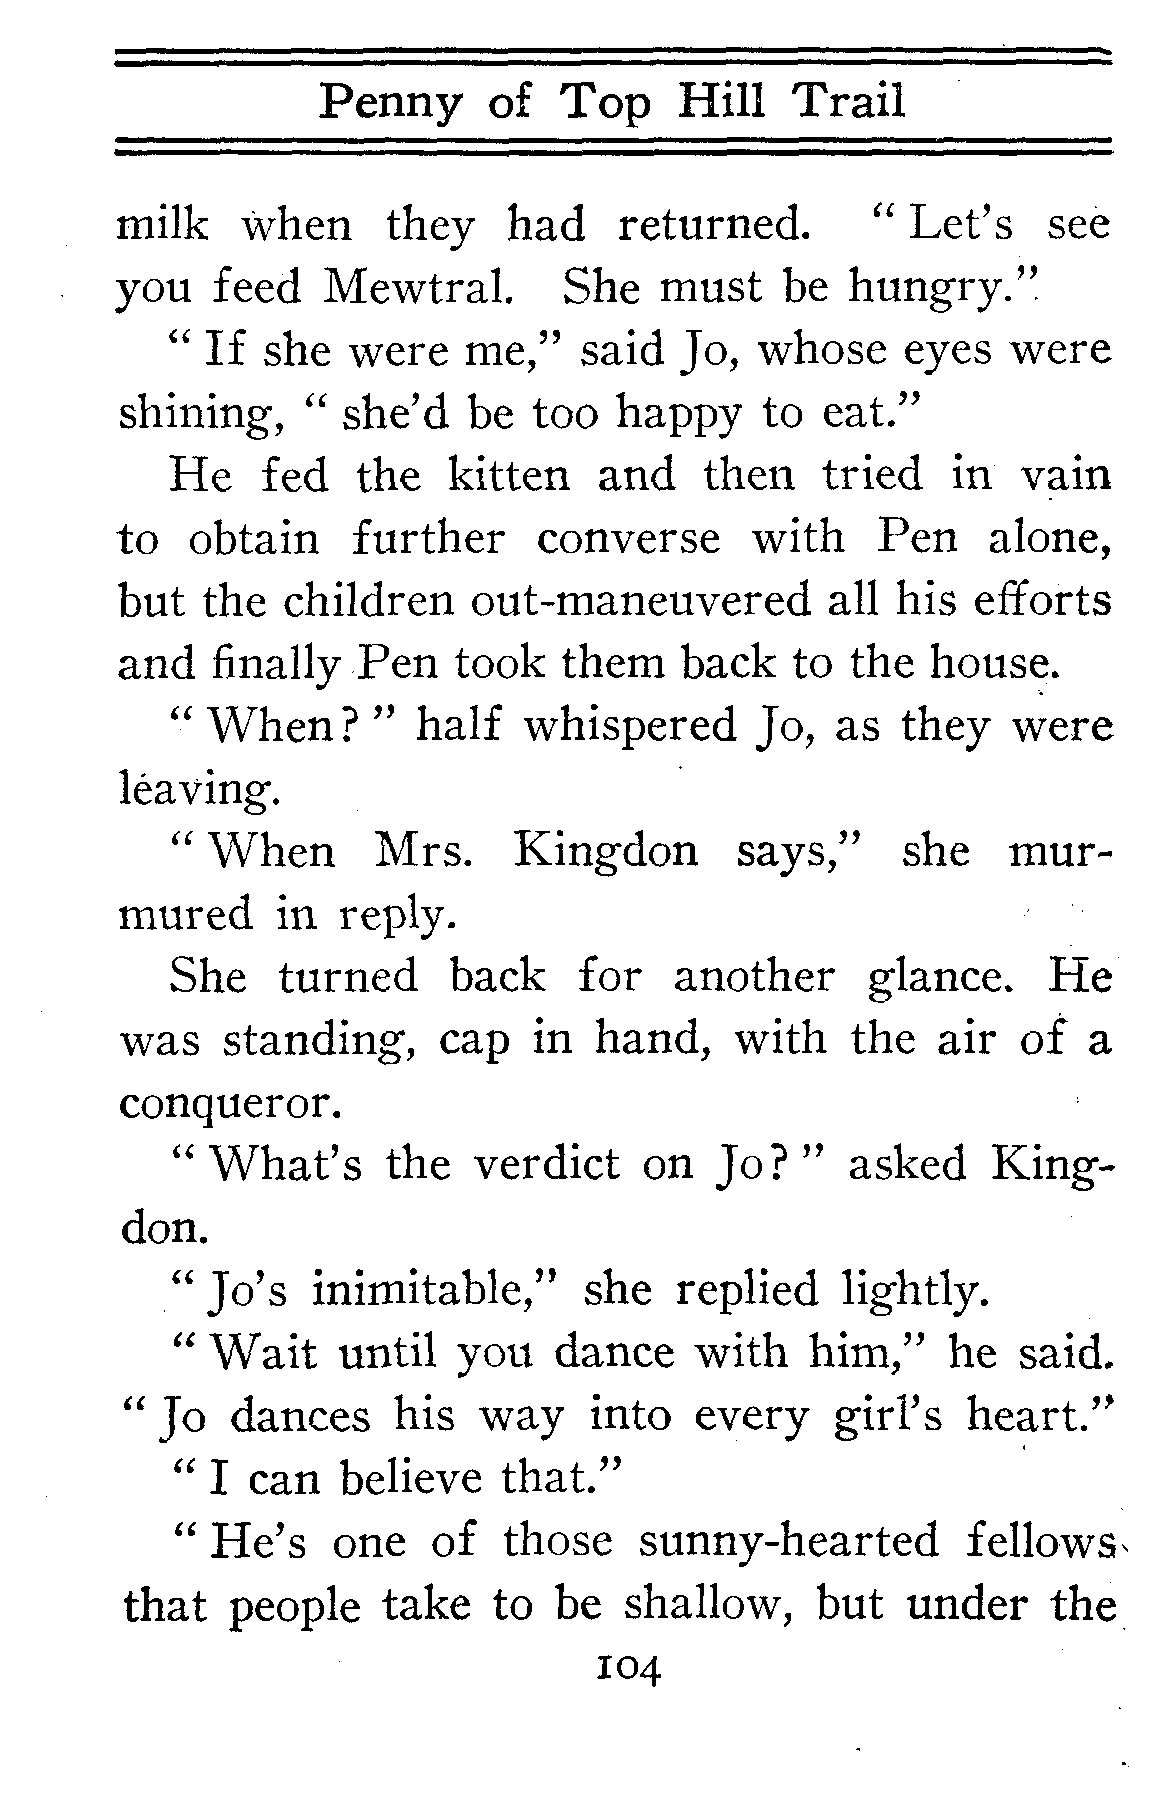 Penny of Top Hill Trail
milk when they had returned. “ Let’s see
you feed Mewtral. She must be hungry.”
“ If she were me,” said Jo, whose eyes were
shining, “ she’d be too happy to eat.”
He fed the kitten and then tried in vain
to obtain further converse with Pen alone,
but the children out-maneuvered all his efforts
and finally Pen took them back to the house.
“ When? ” half whispered Jo, as they were
leaving.
“ When Mrs. Kingdon says,” she mur-
mured in reply.
She turned back for another glance. He
was standing, cap in hand, with the air of a
conqueror.
“ What’s the verdict on Jo? ” asked King-
don.
“ Jo’s inimitable,” she replied lightly.
“ Wait until you dance with him,” he said.
“ Jo dances his way into every girl’s heart.”
“ I can believe that.”
“ He’s one of those sunny-hearted fellows
that people take to be shallow, but under the
104